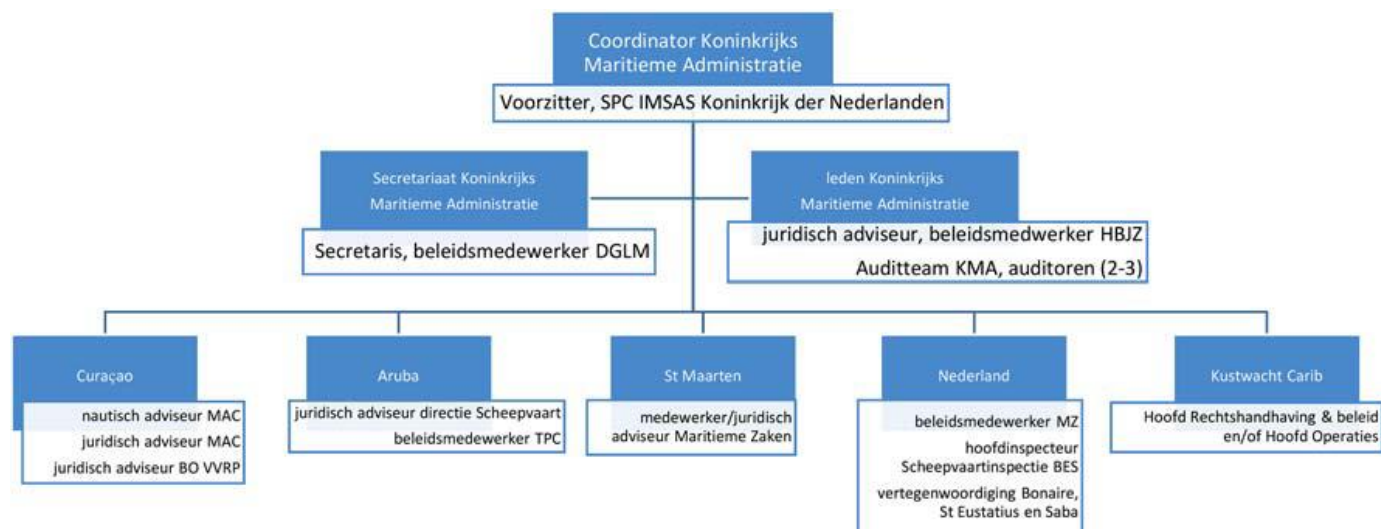 Coordinator Koninkrijks
Maritieme Administratie
Voorzitter, SPC IMSAS Koninkrijk der Nederlanden
Secretariaat Koninkrijks
Maritieme Administratie
Secretaris, beleidsmedewerker DGLM
leden Koninkrijks
Maritieme Administratie
juridisch adviseur, beleidsmedwerker HBJZ
Auditteam KMA, auditoren (2-3)
Curaçao
nautisch adviseur MAC
juridisch adviseur MAC
juridisch adviseur BO VVRP
Aruba
juridisch adviseur directie Scheepvaart
beleidsmedewerker TPC
St Maarten
medewerker/juridisch
adviseur Maritieme Zaken
Nederland
beleidsmedewerker MZ
hoofdinspecteur
Scheepvaartinspectie BES
vertegenwoordiging Bonaire,
St Eustatius en Saba
Kustwacht Carib
Hoofd Rechtshandhaving & beleid
en/of Hoofd Operaties